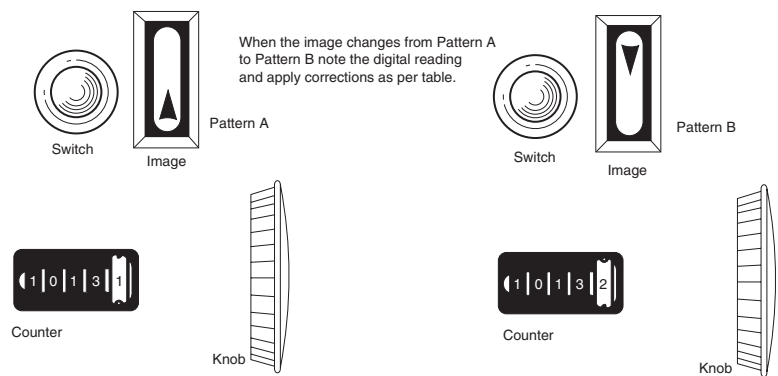 When the image changes from Pattern A
to Pattern B note the digital reading
and apply corrections as per table.
Pattern A
Switch
Image
Pattern B
Switch
Image
1 0 1 3 1
Counter
Knob
1 0 1 3 2
Counter
Knob